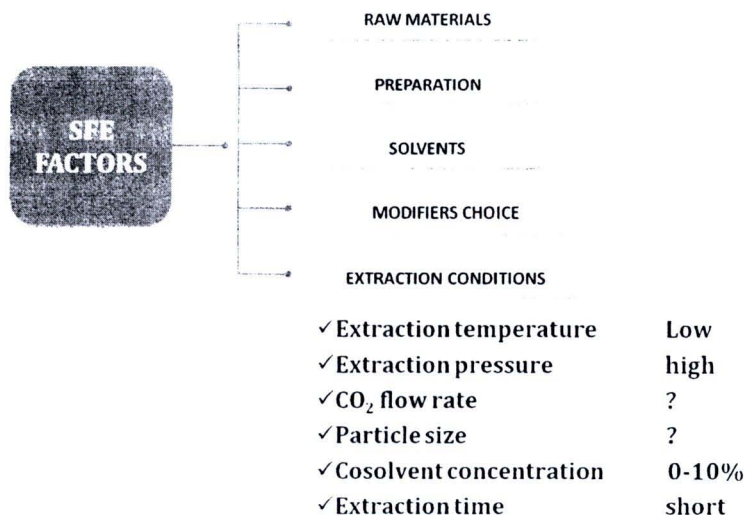 RAW MATERIALS
PREPARATION
SFE
FACTORS
SOLVENTS
MODIFIERS CHOICE
EXTRACTION CONDITIONS
✓Extraction temperature Low
✓Extraction pressure high
✓CO₂ flow rate ?
✓Particle size ?
✓Cosolvent concentration 0-10%
✓Extraction time short